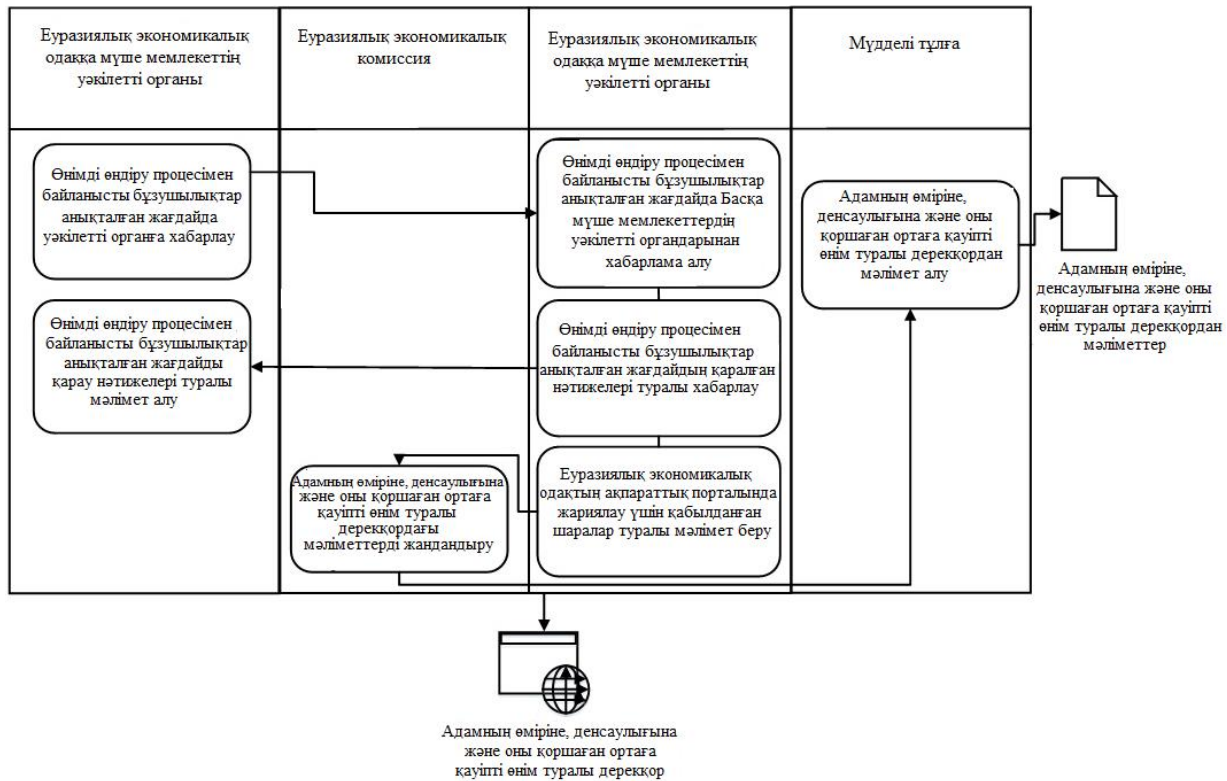 Еуразиялық экономикалық
одаққа мүше мемлекеттің
уәкілетті органы
Еуразиялық экономикалық
комиссия
Еуразиялық экономикалық
одаққа мүше мемлекеттің
уәкілетті органы
Мүдделі тұлға
Өнімді өндіру процесімен
байланысты бұзушылықтар
анықталған жағдайда
уәкілетті органға хабарлау
Өнімді өндіру процесімен
байланысты бұзушылықтар
анықталған жағдайда Басқа
мүше мемлекеттердің
уәкілетті органдарынан
хабарлама алу
Адамның өміріне,
денсаулығына және оны
қоршаған ортаға қауіпті
өнім туралы дерекқордан
мәлімет алу
Адамның өміріне,
денсаулығына және оны
қоршаған ортаға қауіпті
өнім туралы дерекқордан
мәліметтер
Өнімді өндіру процесімен
байланысты бұзушылықтар
анықталған жағдайды
қарау нәтижелері туралы
мәлімет алу
Өнімді өндіру процесімен
байланысты бұзушылықтар
анықталған жағдайдың қаралған
нәтижелері туралы хабарлау
Адамның өміріне, денсаулығына
және оны қоршаған ортаға
қауіпті өнім туралы
дерекқордағы
мәліметтерді жандандыру
Еуразиялық экономикалық
одақтың ақпараттық порталында
жариялау үшін қабылданған
шаралар туралы мәлімет беру
Адамның өміріне, денсаулығына
және оны қоршаған ортаға
қауіпті өнім туралы дерекқор